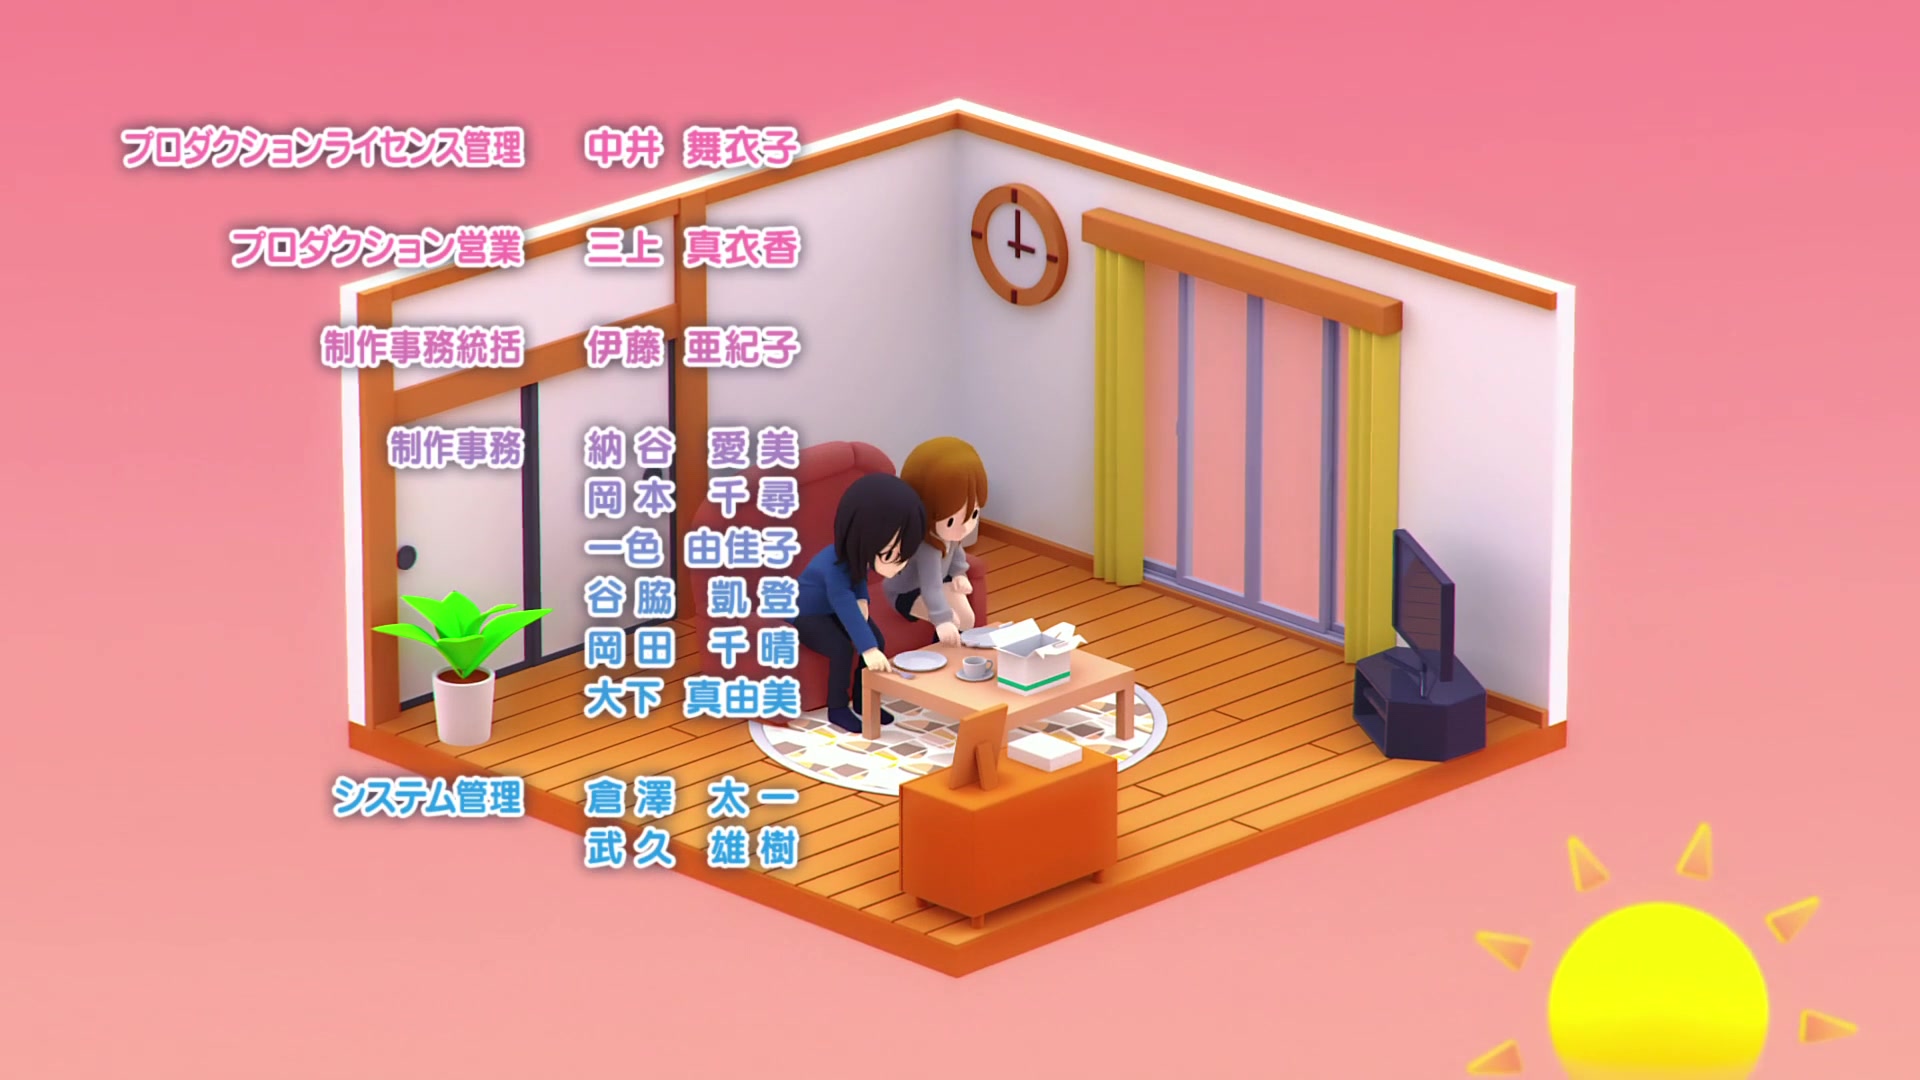 プロダクションライセンス管理 中井 舞衣子
プロダクション営業 三上 真衣香
制作事務統括 伊藤 亜紀子
制作事務 納谷 愛美
岡本 千尋
一色 由佳子
谷脇 凱登
岡田 千晴
大下 真由美
システム管理 倉澤 太一
武久 雄樹